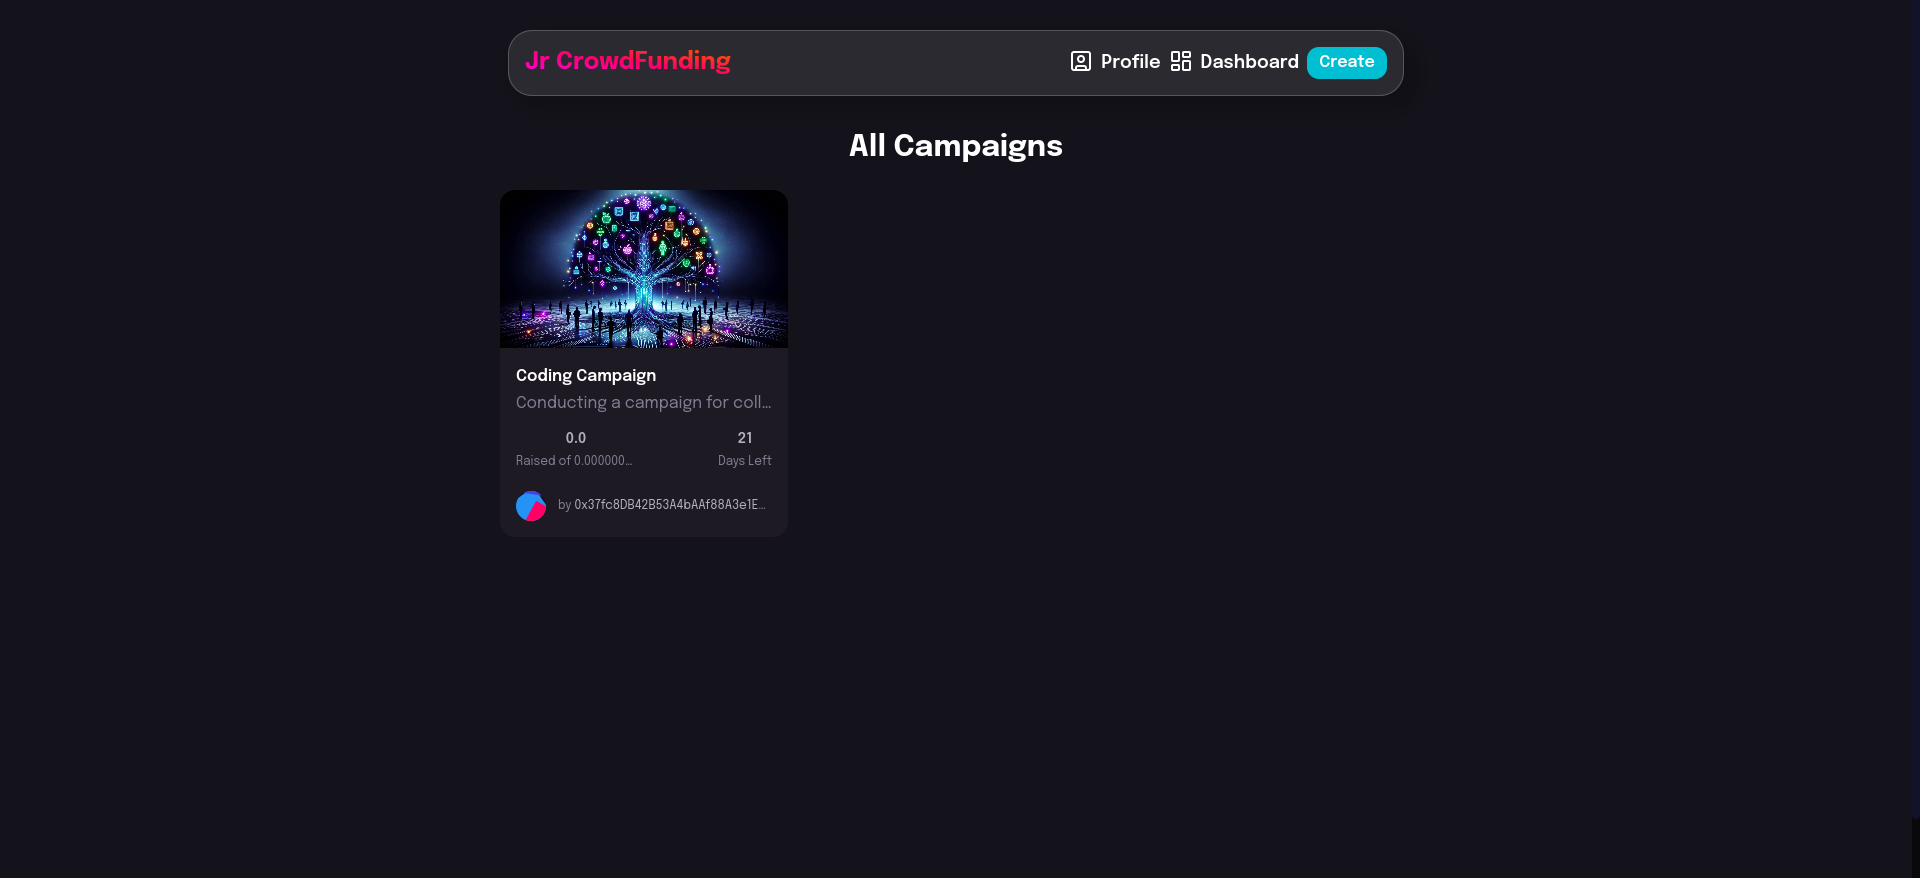 Jr CrowdFunding
Profile
Dashboard
Create
All Campaigns
Coding Campaign
Conducting a campaign for coll...
0.0
21
Raised of 0.000000...
Days Left
by 0x37fc8DB42B53A4bAAf88A3e1E...